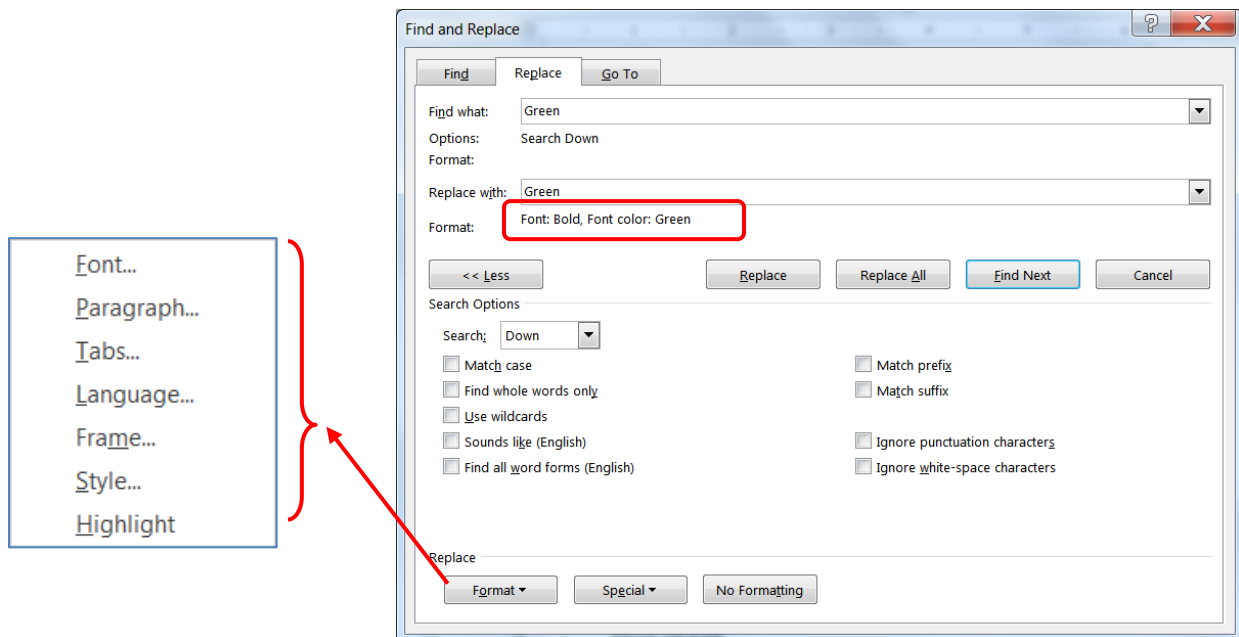 Find and Replace
Find Replace Go To
Find what: Green
Options: Search Down
Format:
Replace with: Green
Format: Font: Bold, Font color: Green
<< Less Replace Replace All Find Next Cancel
Search Options
Search: Down
Match case Match prefix
Find whole words only Match suffix
Use wildcards
Sounds like (English) Ignore punctuation characters
Find all word forms (English) Ignore white-space characters
Replace
Format Special No Formatting
Font...
Paragraph...
Tabs...
Language...
Frame...
Style...
Highlight